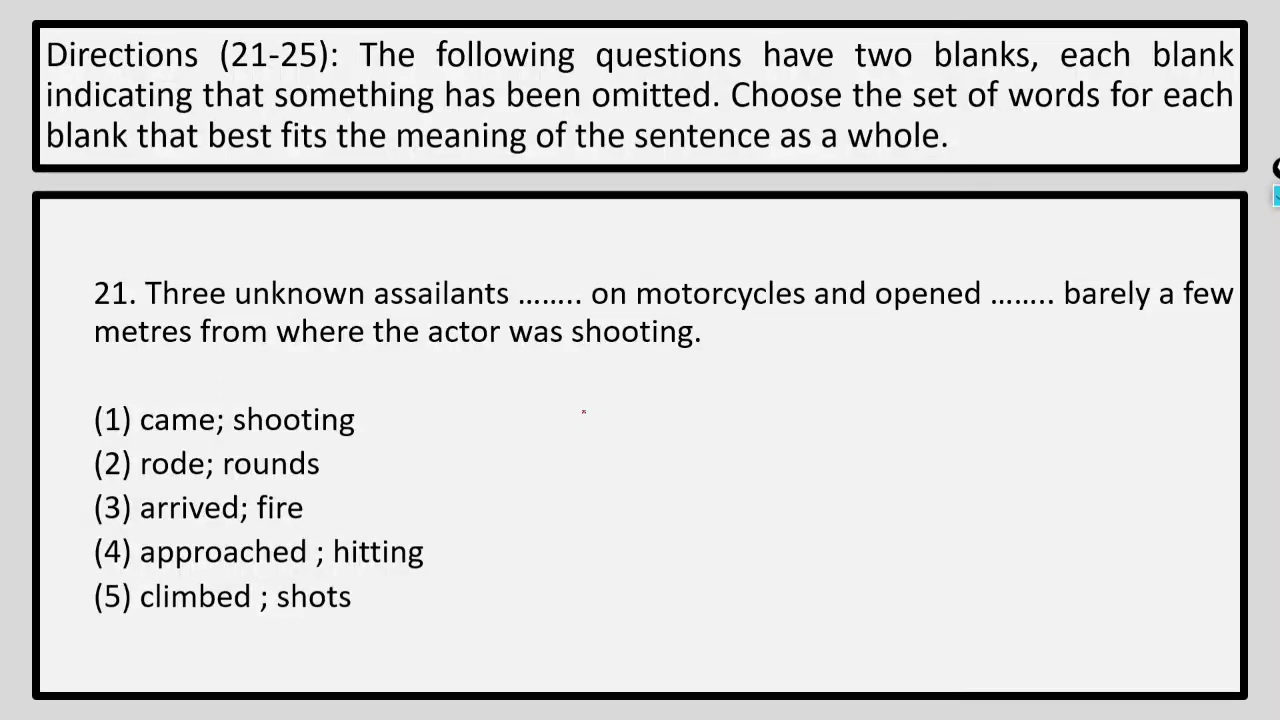 Directions (21-25): The following questions have two blanks, each blank
indicating that something has been omitted. Choose the set of words for each
blank that best fits the meaning of the sentence as a whole.
21. Three unknown assailants …….. on motorcycles and opened …….. barely a few
metres from where the actor was shooting.
(1) came; shooting
(2) rode; rounds
(3) arrived; fire
(4) approached ; hitting
(5) climbed ; shots